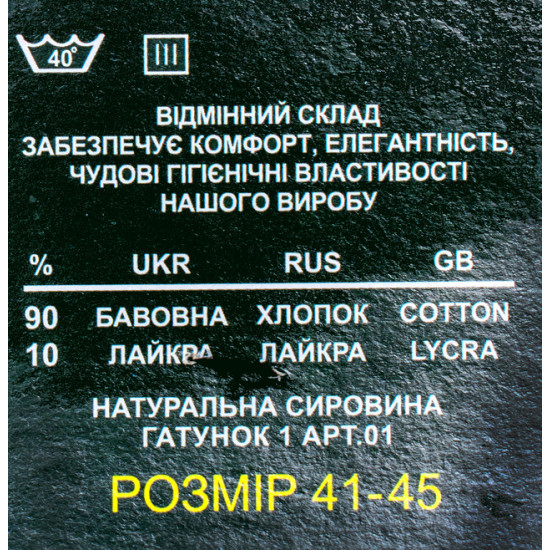 40°
ВІДМІННИЙ СКЛАД
ЗАБЕЗПЕЧУЄ КОМФОРТ, ЕЛЕГАНТНІСТЬ,
ЧУДОВІ ГІГІЄНІЧНІ ВЛАСТИВОСТІ
НАШОГО ВИРОБУ
% UKR RUS GB
90 БАВОВНА ХЛОПОК COTTON
10 ЛАЙКРА ЛАЙКРА LYCRA
НАТУРАЛЬНА СИРОВИНА
ГАТУНОК 1 АРТ.01
РОЗМІР 41-45